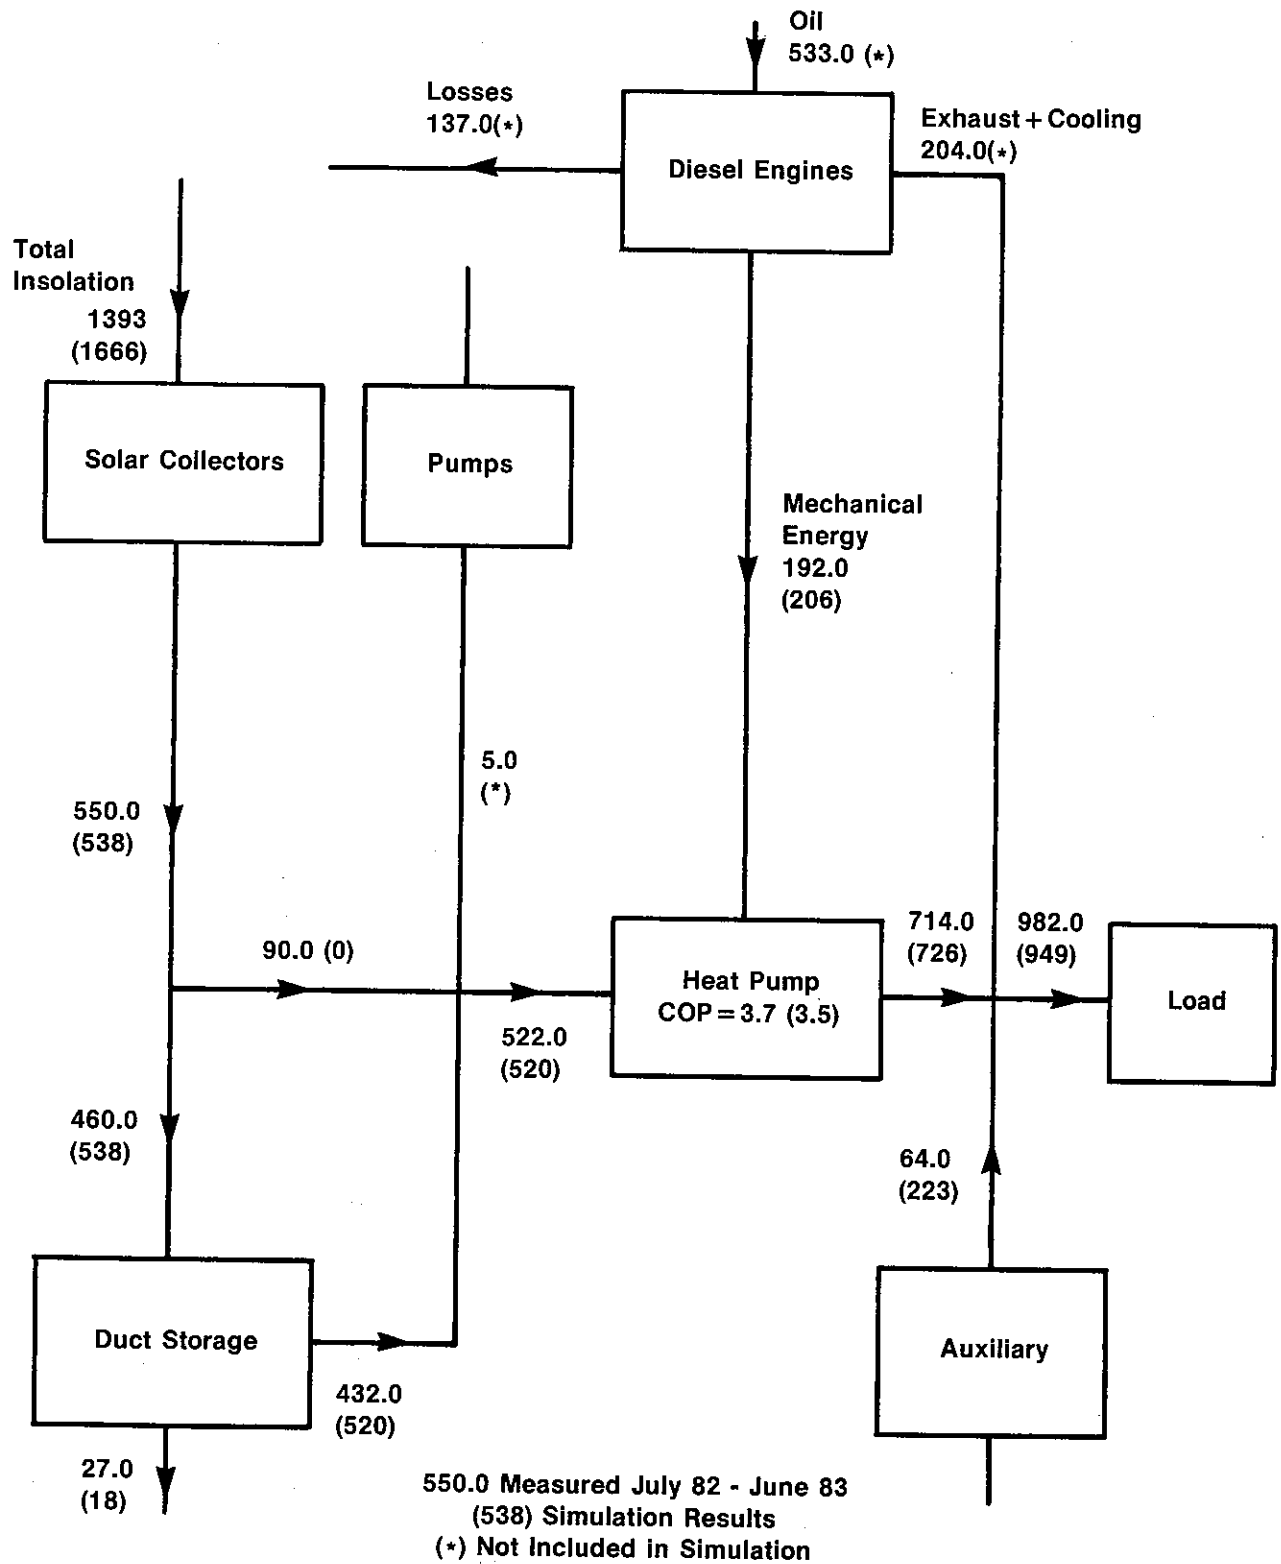 Oil
533.0 (*)
Losses
137.0(*)
Exhaust + Cooling
204.0(*)
Diesel Engines
Total
Insolation
1393
(1666)
Solar Collectors
Pumps
Mechanical
Energy
192.0
(206)
5.0
(*)
550.0
(538)
90.0 (0)
714.0
(726)
982.0
(949)
Heat Pump
COP = 3.7 (3.5)
Load
522.0
(520)
460.0
(538)
64.0
(223)
Duct Storage
Auxiliary
432.0
(520)
27.0
(18)
550.0 Measured July 82 - June 83
(538) Simulation Results
(*) Not Included in Simulation